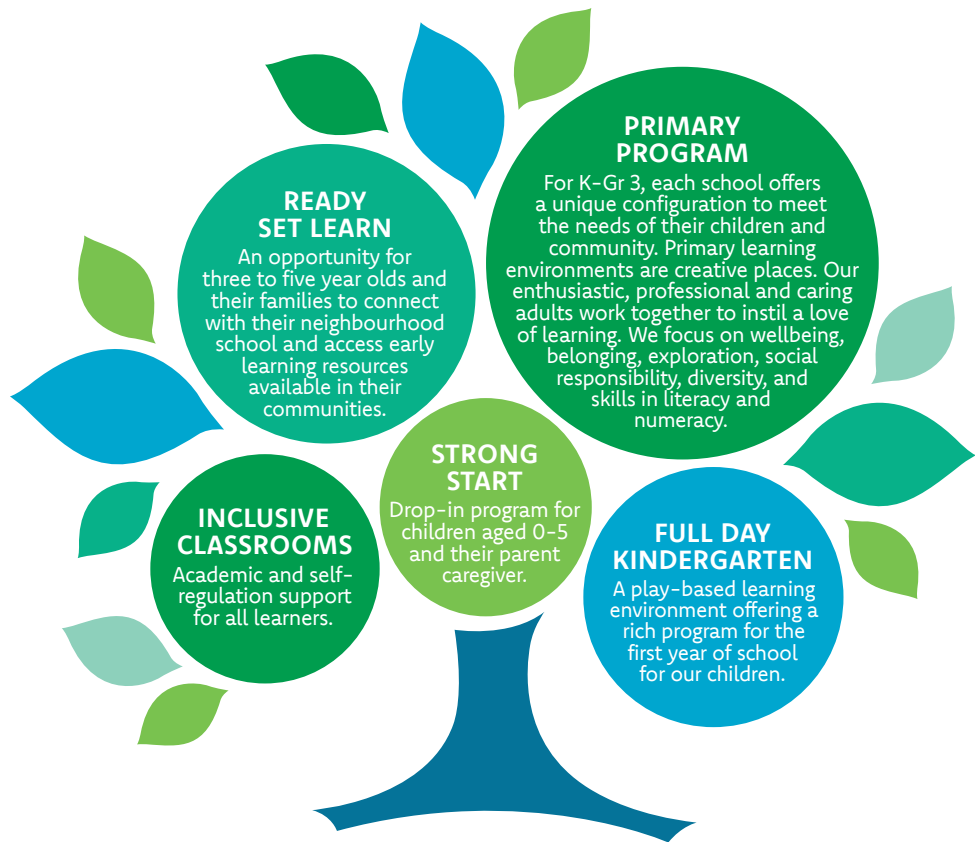 READY
SET LEARN
An opportunity for
three to five year olds and
their families to connect
with their neighbourhood
school and access early
learning resources
available in their
communities.
PRIMARY
PROGRAM
For K-Gr 3, each school offers
a unique configuration to meet
the needs of their children and
community. Primary learning
environments are creative places. Our
enthusiastic, professional and caring
adults work together to instil a love
of learning. We focus on wellbeing,
belonging, exploration, social
responsibility, diversity, and
skills in literacy and
numeracy.
INCLUSIVE
CLASSROOMS
Academic and self-
regulation support
for all learners.
STRONG
START
Drop-in program for
children aged 0-5
and their parent
caregiver.
FULL DAY
KINDERGARTEN
A play-based learning
environment offering a
rich program for the
first year of school
for our children.